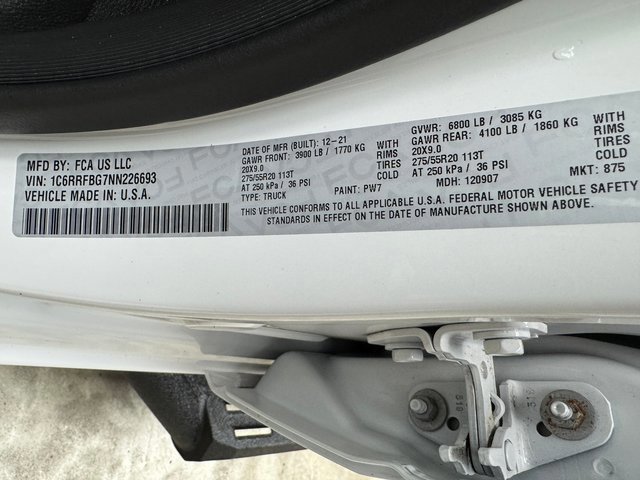 MFD BY: FCA US LLC
VIN: 1C6RRFBG7NN226693
VEHICLE MADE IN: U.S.A.
DATE OF MFR (BUILT): 12-21
GAWR FRONT: 3900 LB / 1770 KG WITH
20X9.0 RIMS
275/55R20 113T TIRES
AT 250 kPa / 36 PSI COLD
TYPE: TRUCK PAINT: PW7
GVWR: 6800 LB / 3085 KG
GAWR REAR: 4100 LB / 1860 KG WITH
20X9.0 RIMS
275/55R20 113T TIRES
AT 250 kPa / 36 PSI COLD
MDH: 120907 MKT: 875
THIS VEHICLE CONFORMS TO ALL APPLICABLE U.S.A. FEDERAL MOTOR VEHICLE SAFETY
STANDARDS IN EFFECT ON THE DATE OF MANUFACTURE SHOWN ABOVE.